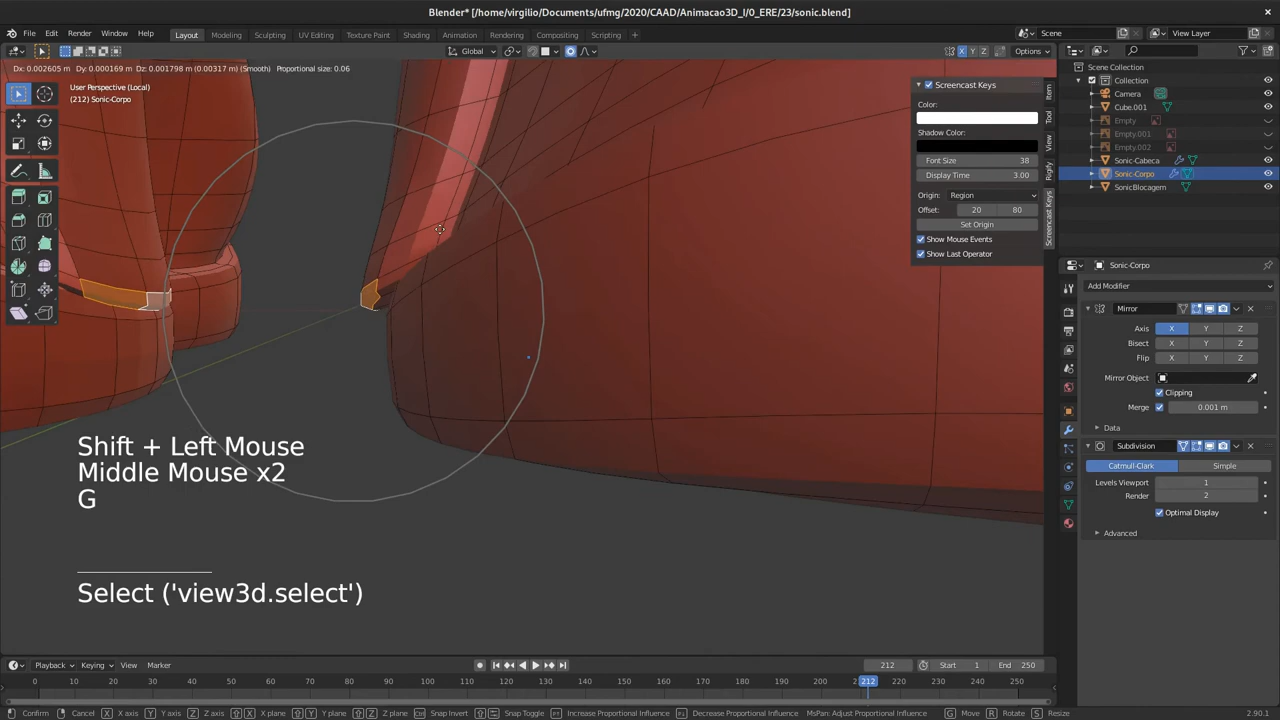 Blender* [/home/virgilio/Documents/ufmg/2020/CAAD/Animacao3D_I/0_ERE/23/sonic.blend]
File Edit Render Window Help Layout Modeling Sculpting UV Editing Texture Paint Shading Animation Rendering Compositing Scripting + Scene View Layer
Global X Y Z Options
Dx: 0.002605 m Dy: 0.000169 m Dz: 0.001798 m (0.00317 m) (Smooth) Proportional size: 0.06
User Perspective (Local)
(212) Sonic-Corpo
Screencast Keys
Color:
Shadow Color:
Font Size 38
Display Time 3.00
Origin: Region
Offset: 20 80
Set Origin
Show Mouse Events
Show Last Operator
Item
Tool
View
Rigify
Screencast Keys
Scene Collection
Collection
Camera
Cube.001
Empty
Empty.001
Empty.002
Sonic-Cabeca
Sonic-Corpo
SonicBlocagem
Sonic-Corpo
Add Modifier
Mirror
Axis X Y Z
Bisect X Y Z
Flip X Y Z
Mirror Object
Clipping
Merge 0.001 m
Data
Subdivision
Catmull-Clark Simple
Levels Viewport 1
Render 2
Optimal Display
Advanced
Shift + Left Mouse
Middle Mouse x2
G
Select ('view3d.select')
Playback Keying View Marker 212 Start 1 End 250
0 10 20 30 40 50 60 70 80 90 100 110 120 130 140 150 160 170 180 190 200 212 220 230 240 250
Confirm Cancel X X axis Y Y axis Z Z axis X X plane Y Y plane Z Z plane Snap Invert Snap Toggle Increase Proportional Influence Decrease Proportional Influence MsPan: Adjust Proportional Influence G Move R Rotate S Resize 2.90.1